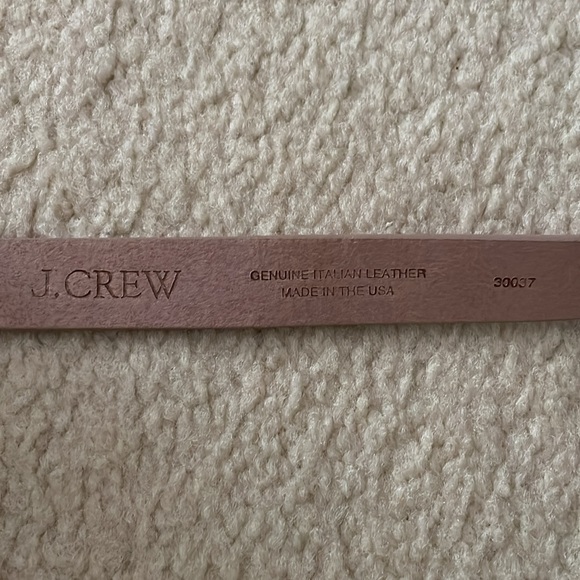 J.CREW
GENUINE ITALIAN LEATHER
MADE IN THE USA
30037